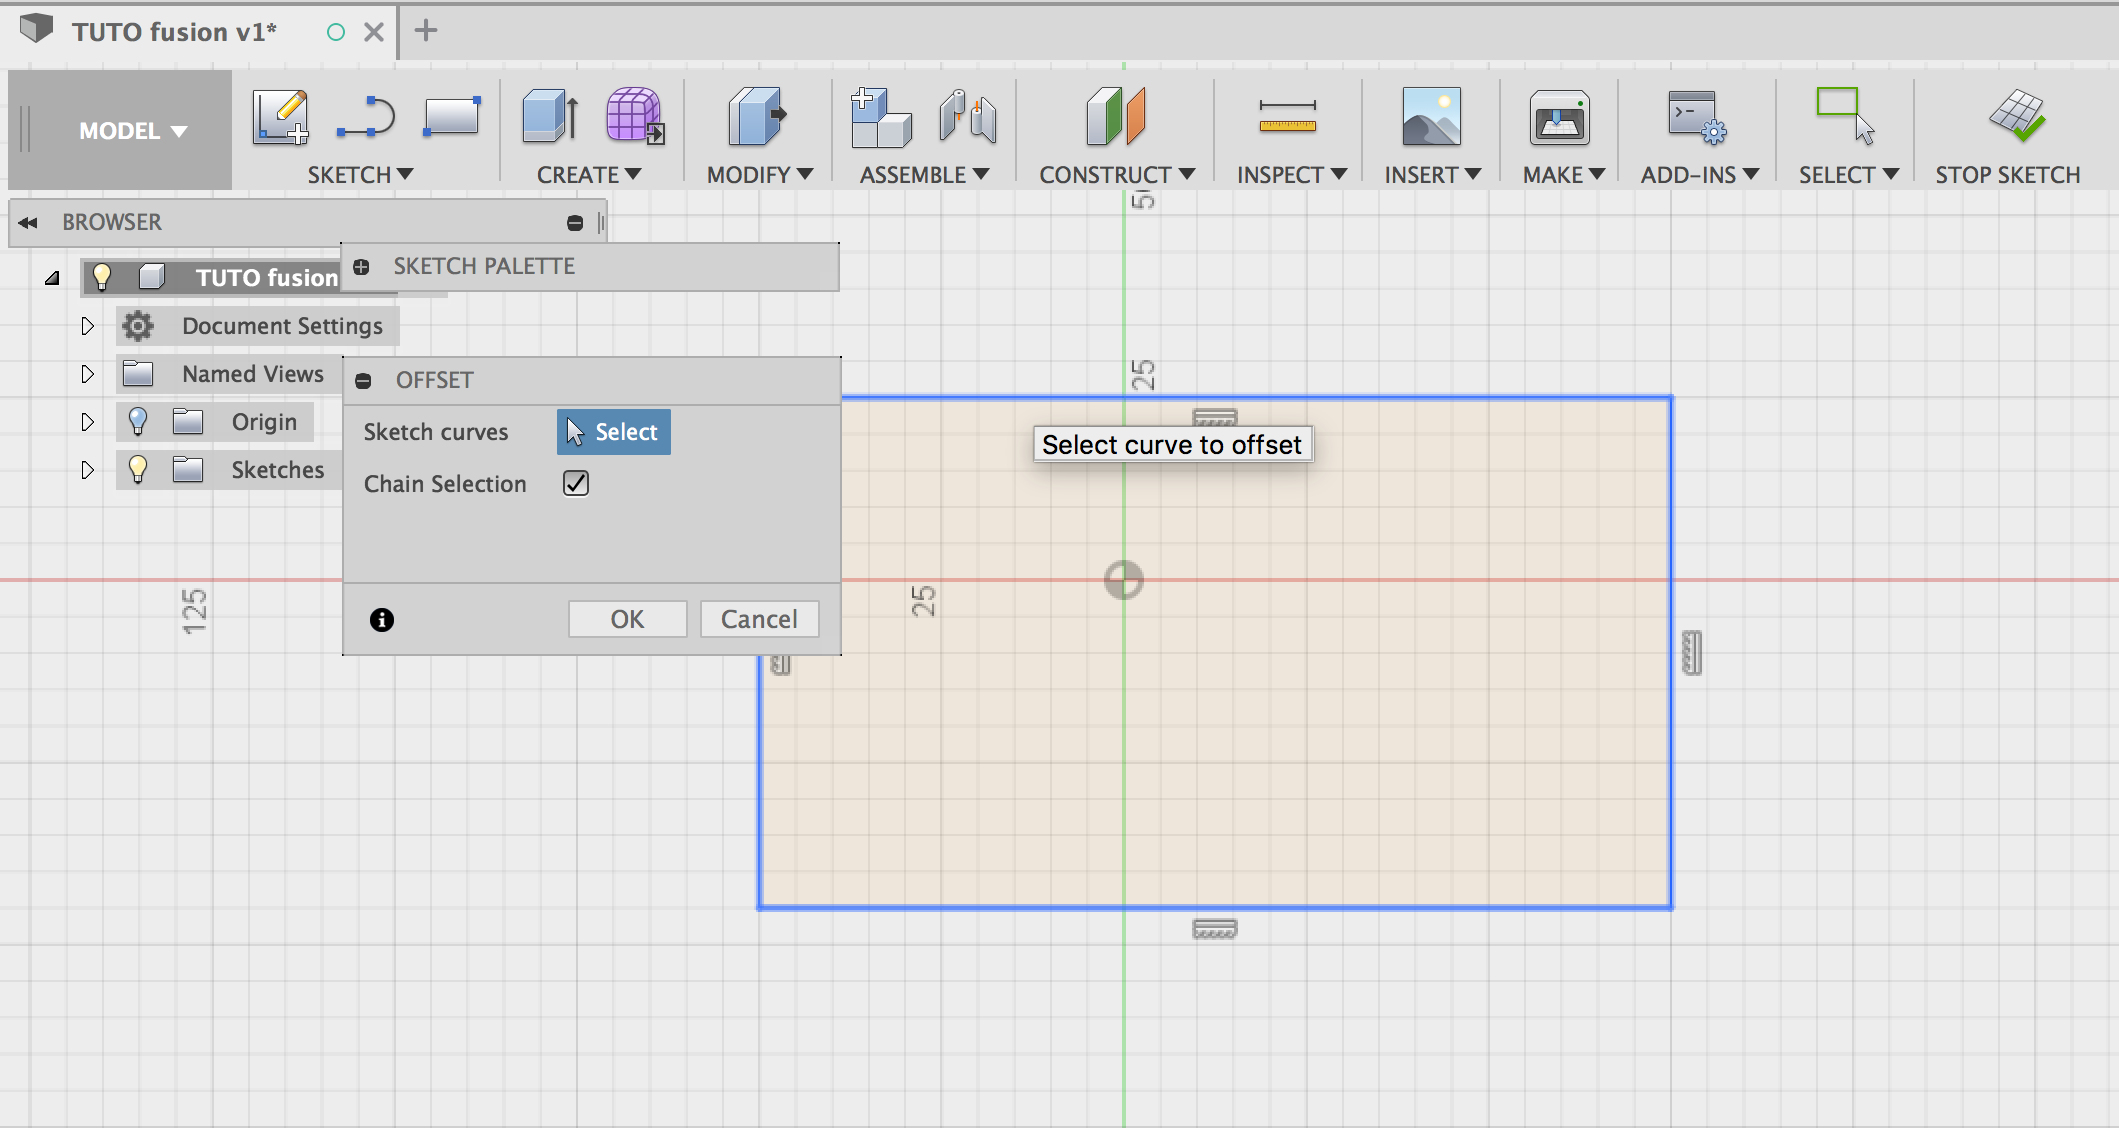 TUTO fusion v1*
MODEL
SKETCH
CREATE
MODIFY
ASSEMBLE
CONSTRUCT
INSPECT
INSERT
MAKE
ADD-INS
SELECT
STOP SKETCH
BROWSER
SKETCH PALETTE
TUTO fusion
Document Settings
Named Views
Origin
Sketches
OFFSET
Sketch curves
Select
Chain Selection
OK
Cancel
25
Select curve to offset
125
25